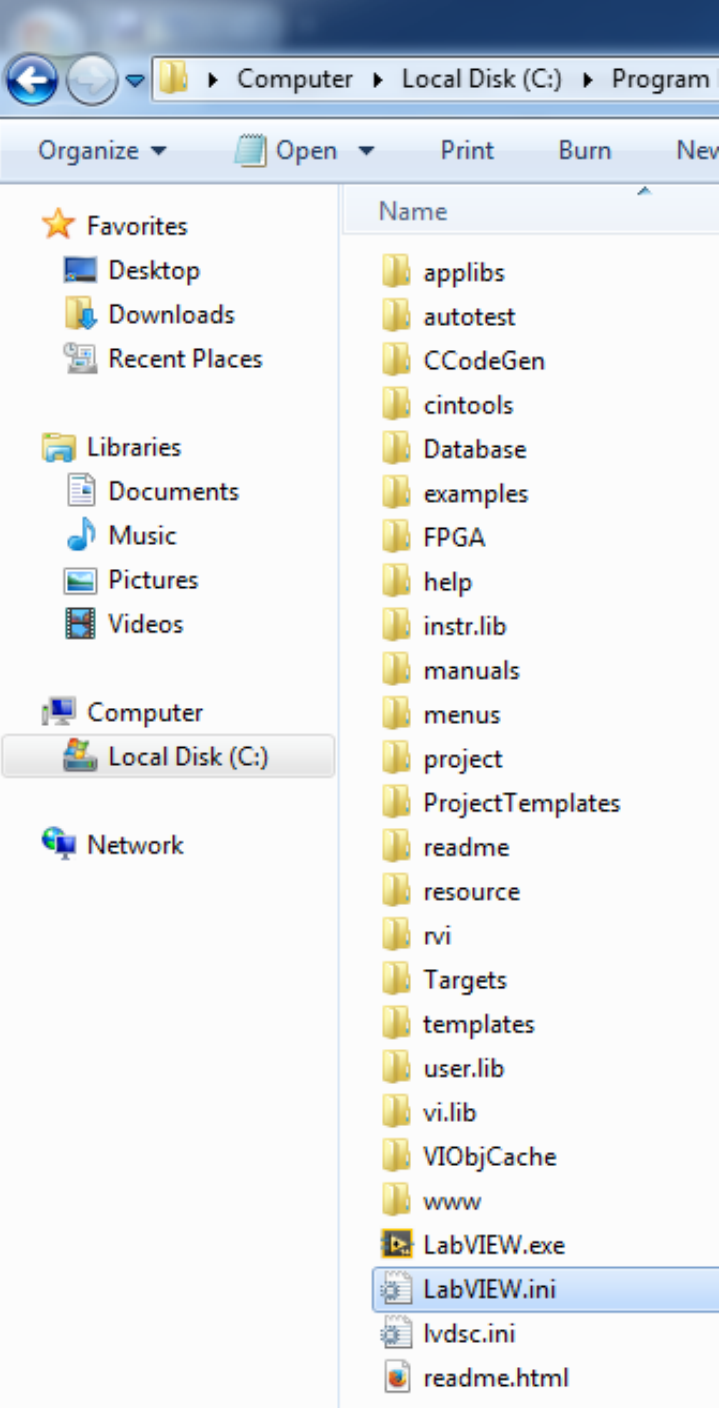 Computer Local Disk (C:) Program
Organize Open Print Burn New
Favorites
Desktop
Downloads
Recent Places
Libraries
Documents
Music
Pictures
Videos
Computer
Local Disk (C:)
Network
Name
applibs
autotest
CCodeGen
cintools
Database
examples
FPGA
help
instr.lib
manuals
menus
project
ProjectTemplates
readme
resource
rvi
Targets
templates
user.lib
vi.lib
VIObjCache
www
LabVIEW.exe
LabVIEW.ini
lvdsc.ini
readme.html